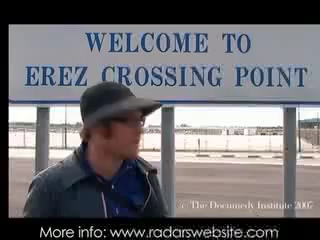 WELCOME TO
EREZ CROSSING POINT
© The Documedy Institute 2007
More info: www.radarswebsite.com